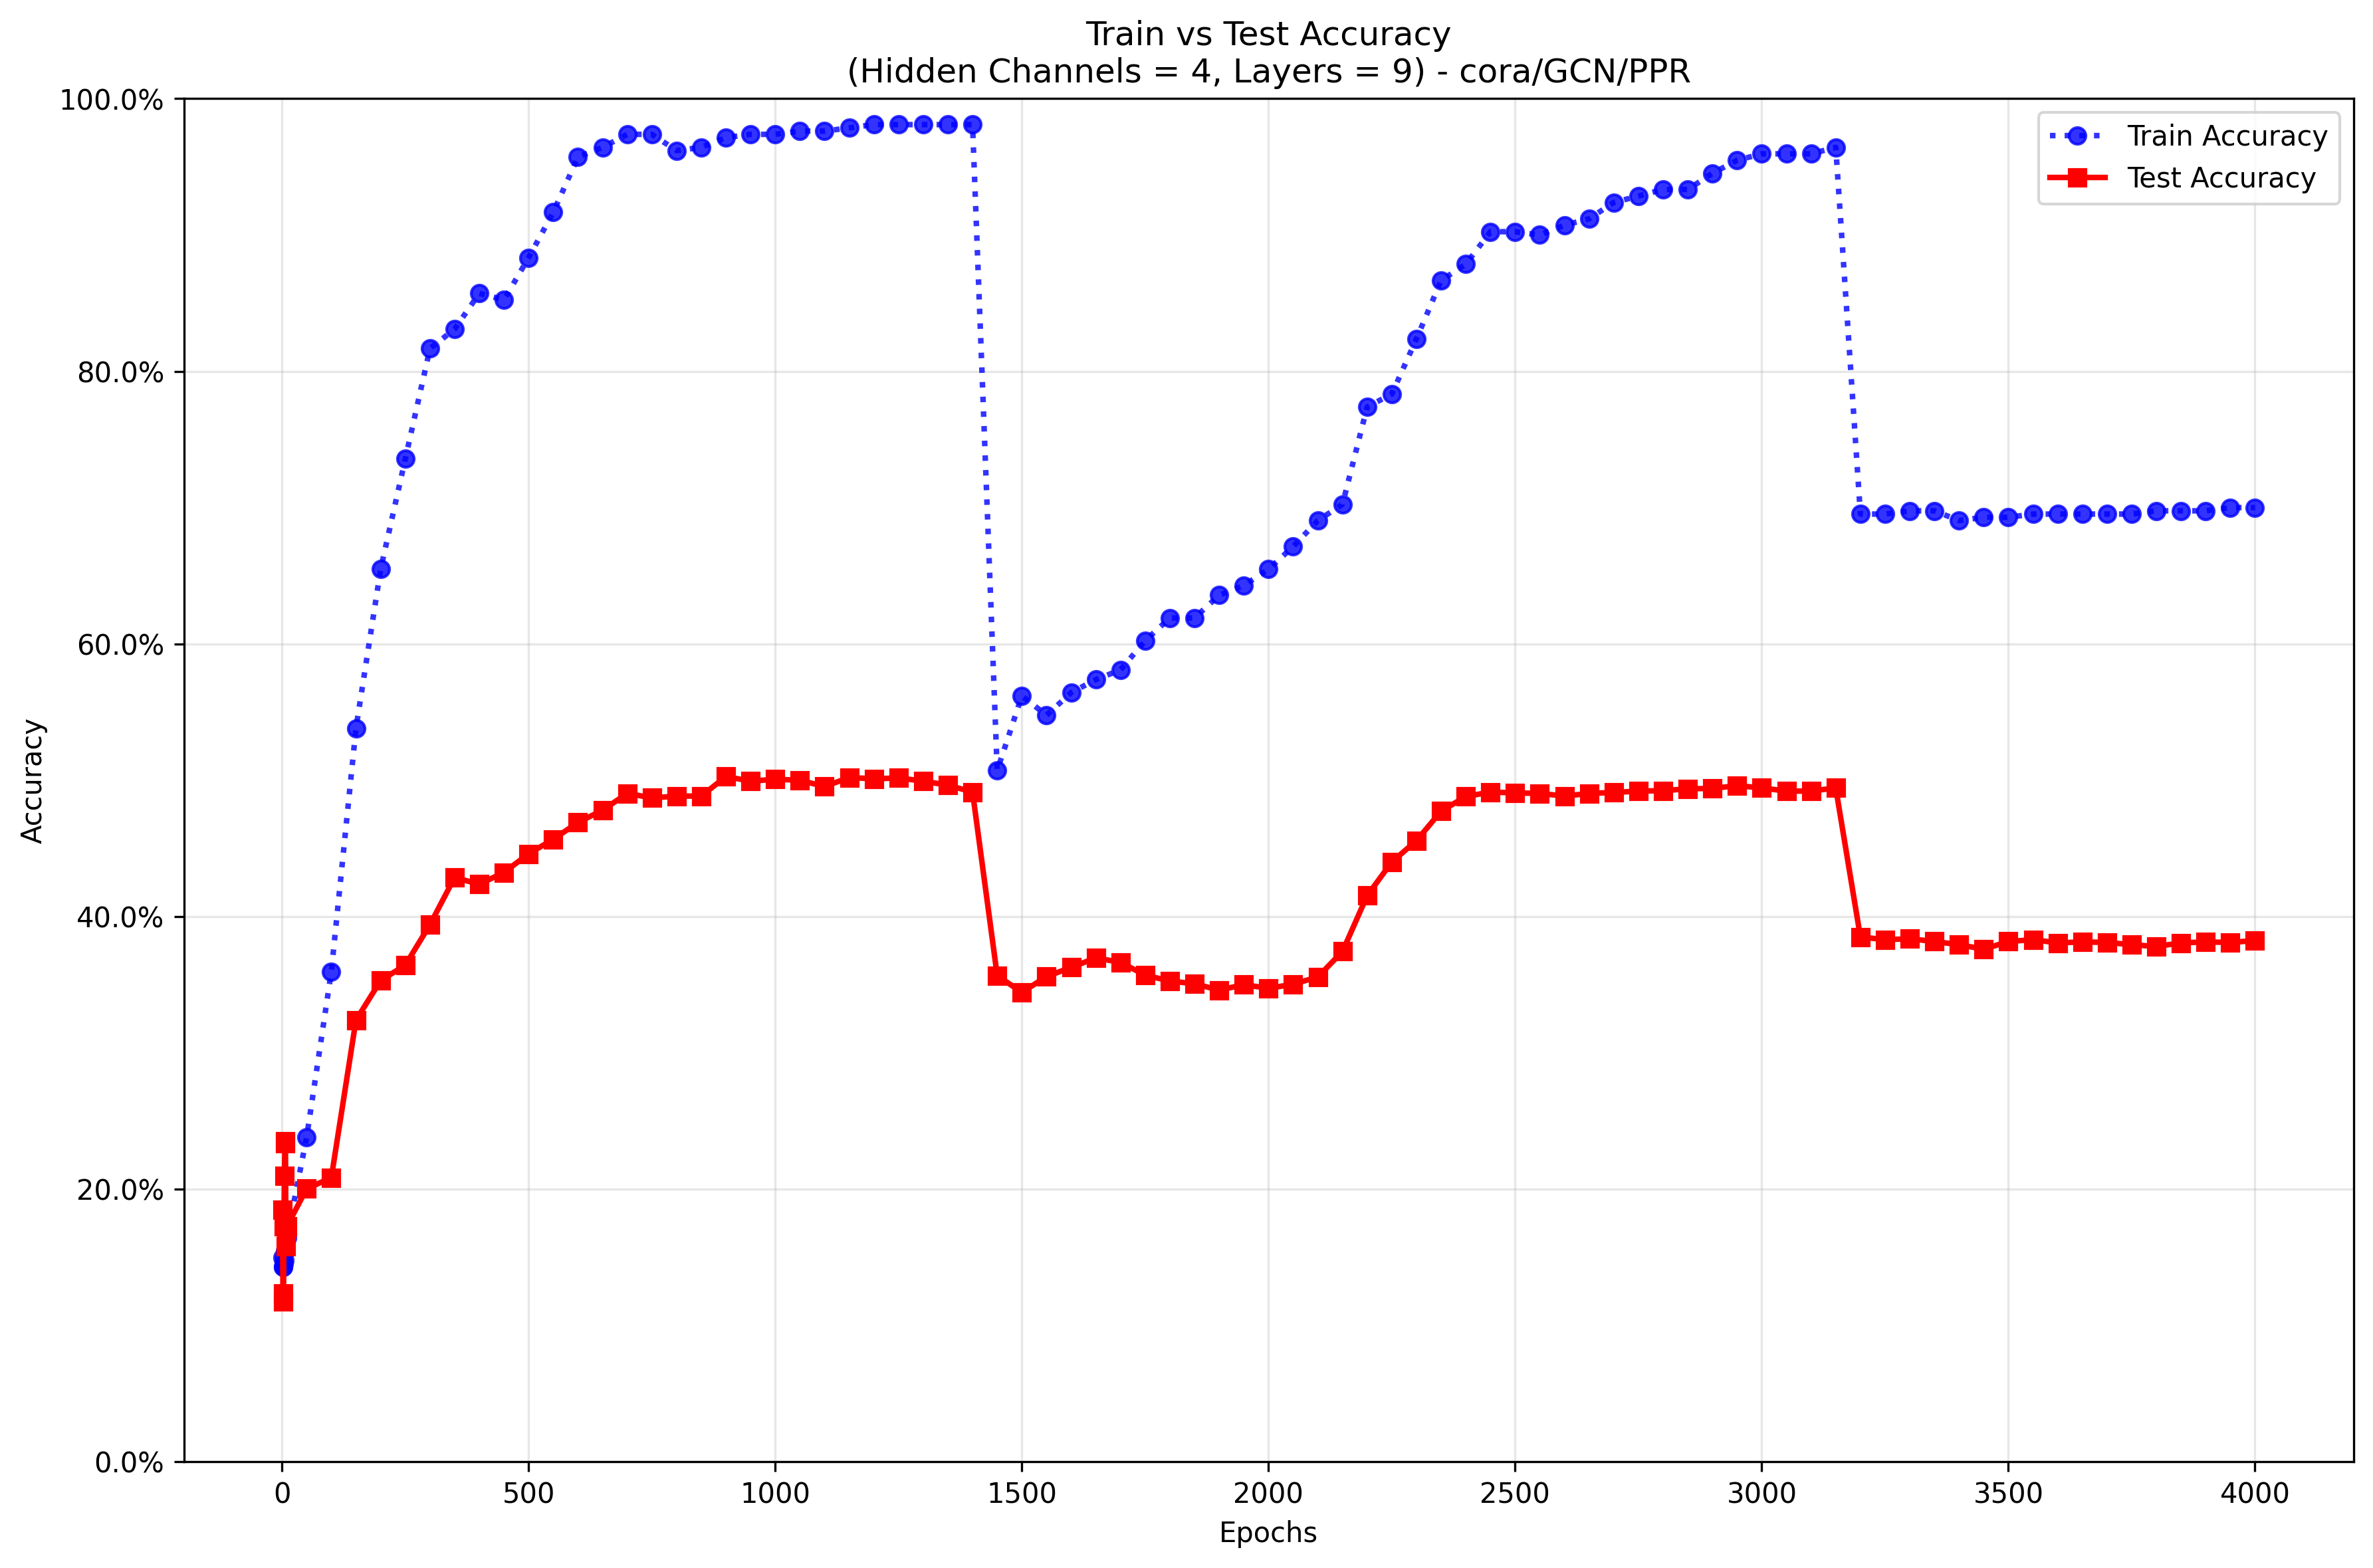 Train vs Test Accuracy
(Hidden Channels = 4, Layers = 9) - cora/GCN/PPR
100.0%
80.0%
60.0%
40.0%
20.0%
0.0%
Accuracy
Train Accuracy
Test Accuracy
0 500 1000 1500 2000 2500 3000 3500 4000
Epochs